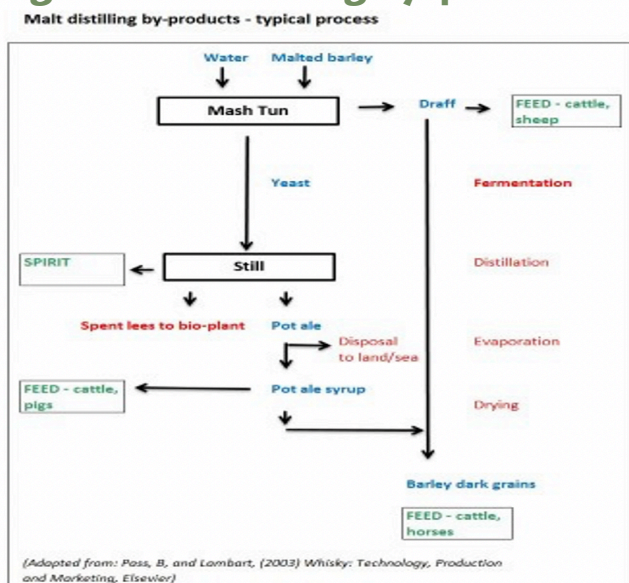 Malt distilling by-products - typical process
Water Malted barley
Mash Tun
Draff
FEED - cattle,
sheep
Yeast
Fermentation
SPIRIT
Still
Distillation
Spent lees to bio-plant
Pot ale
Disposal
to land/sea
Evaporation
FEED - cattle,
pigs
Pot ale syrup
Drying
Barley dark grains
FEED - cattle,
horses
(Adapted from: Pass, B, and Lambart, (2003) Whisky: Technology, Production
and Marketing, Elsevier)